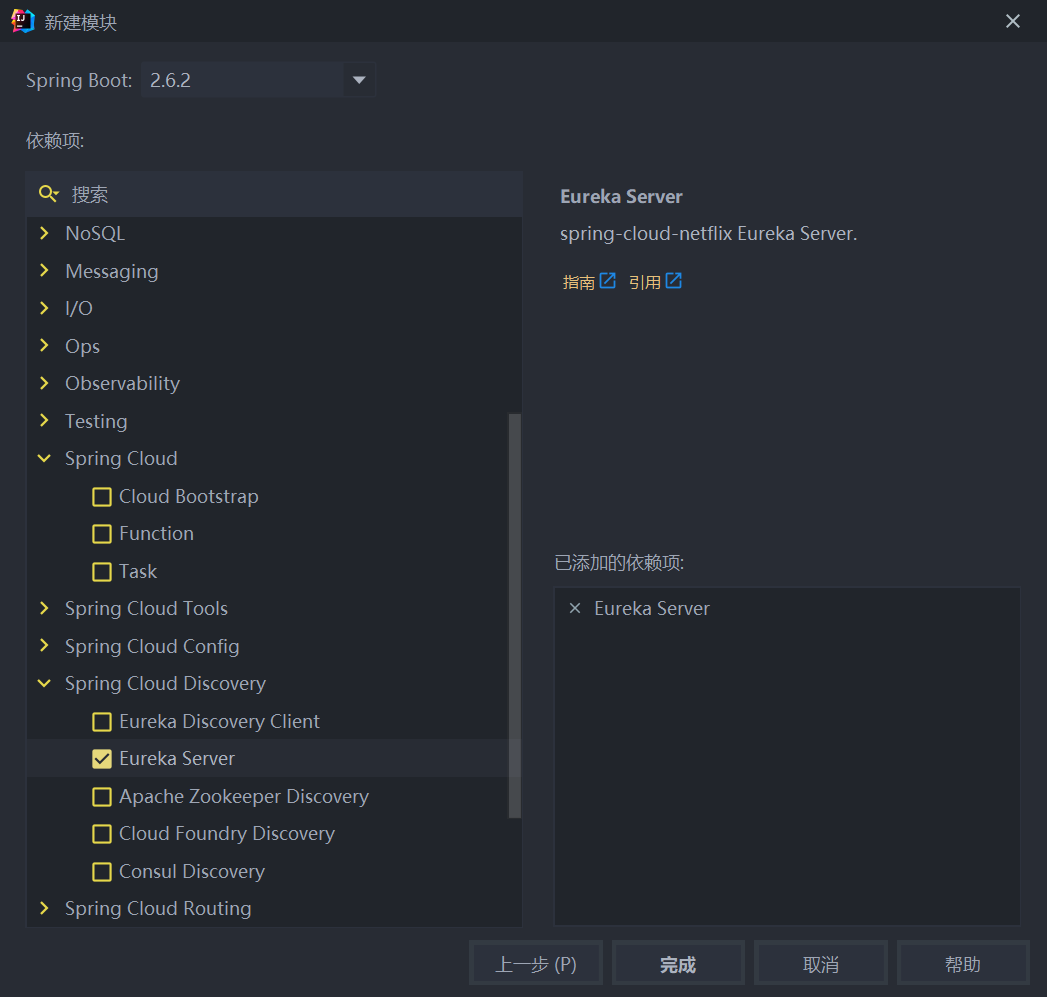 新建模块
Spring Boot: 2.6.2
依赖项:
搜索
NoSQL
Messaging
I/O
Ops
Observability
Testing
Spring Cloud
Cloud Bootstrap
Function
Task
Spring Cloud Tools
Spring Cloud Config
Spring Cloud Discovery
Eureka Discovery Client
Eureka Server
Apache Zookeeper Discovery
Cloud Foundry Discovery
Consul Discovery
Spring Cloud Routing
Eureka Server
spring-cloud-netflix Eureka Server.
指南 引用
已添加的依赖项:
Eureka Server
上一步 (P) 完成 取消 帮助